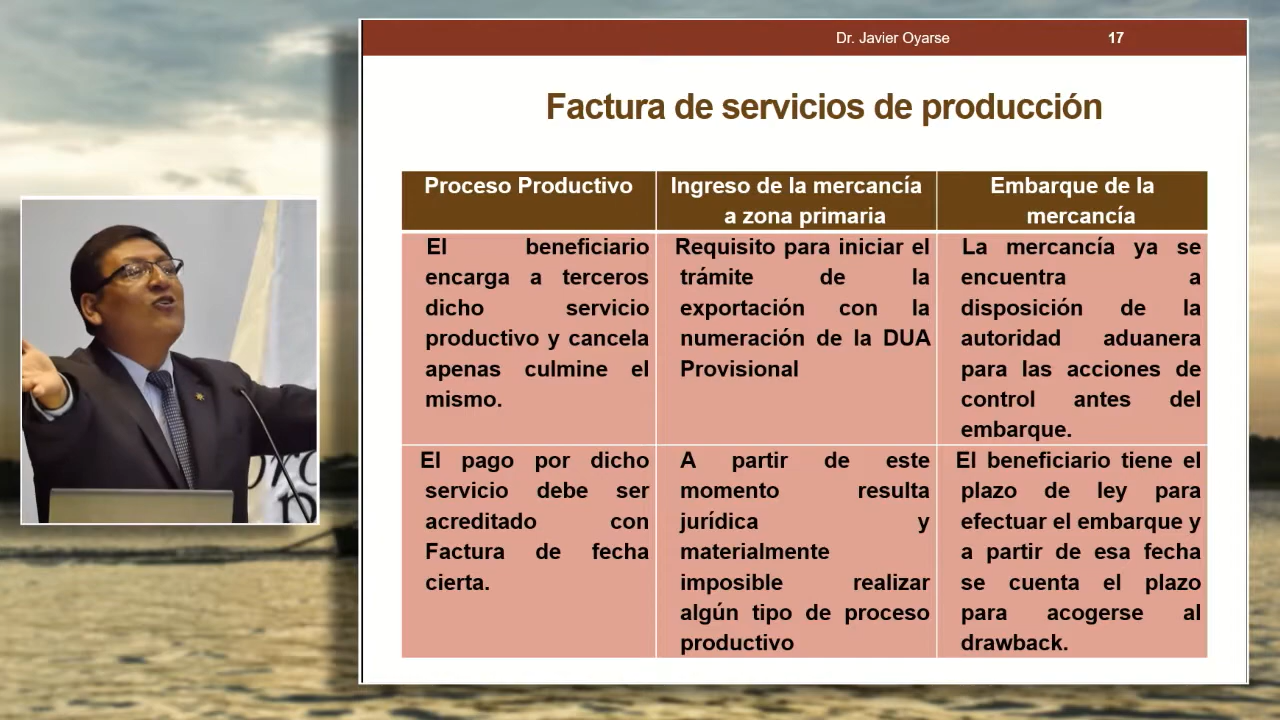 Dr. Javier Oyarse
17
Factura de servicios de producción
Proceso Productivo
Ingreso de la mercancía
a zona primaria
Embarque de la
mercancía
El beneficiario
encarga a terceros
dicho servicio
productivo y cancela
apenas culmine el
mismo.
Requisito para iniciar el
trámite de la
exportación con la
numeración de la DUA
Provisional
La mercancía ya se
encuentra a
disposición de la
autoridad aduanera
para las acciones de
control antes del
embarque.
El pago por dicho
servicio debe ser
acreditado con
Factura de fecha
cierta.
A partir de este
momento resulta
jurídica y
materialmente
imposible realizar
algún tipo de proceso
productivo
El beneficiario tiene el
plazo de ley para
efectuar el embarque y
a partir de esa fecha
se cuenta el plazo
para acogerse al
drawback.